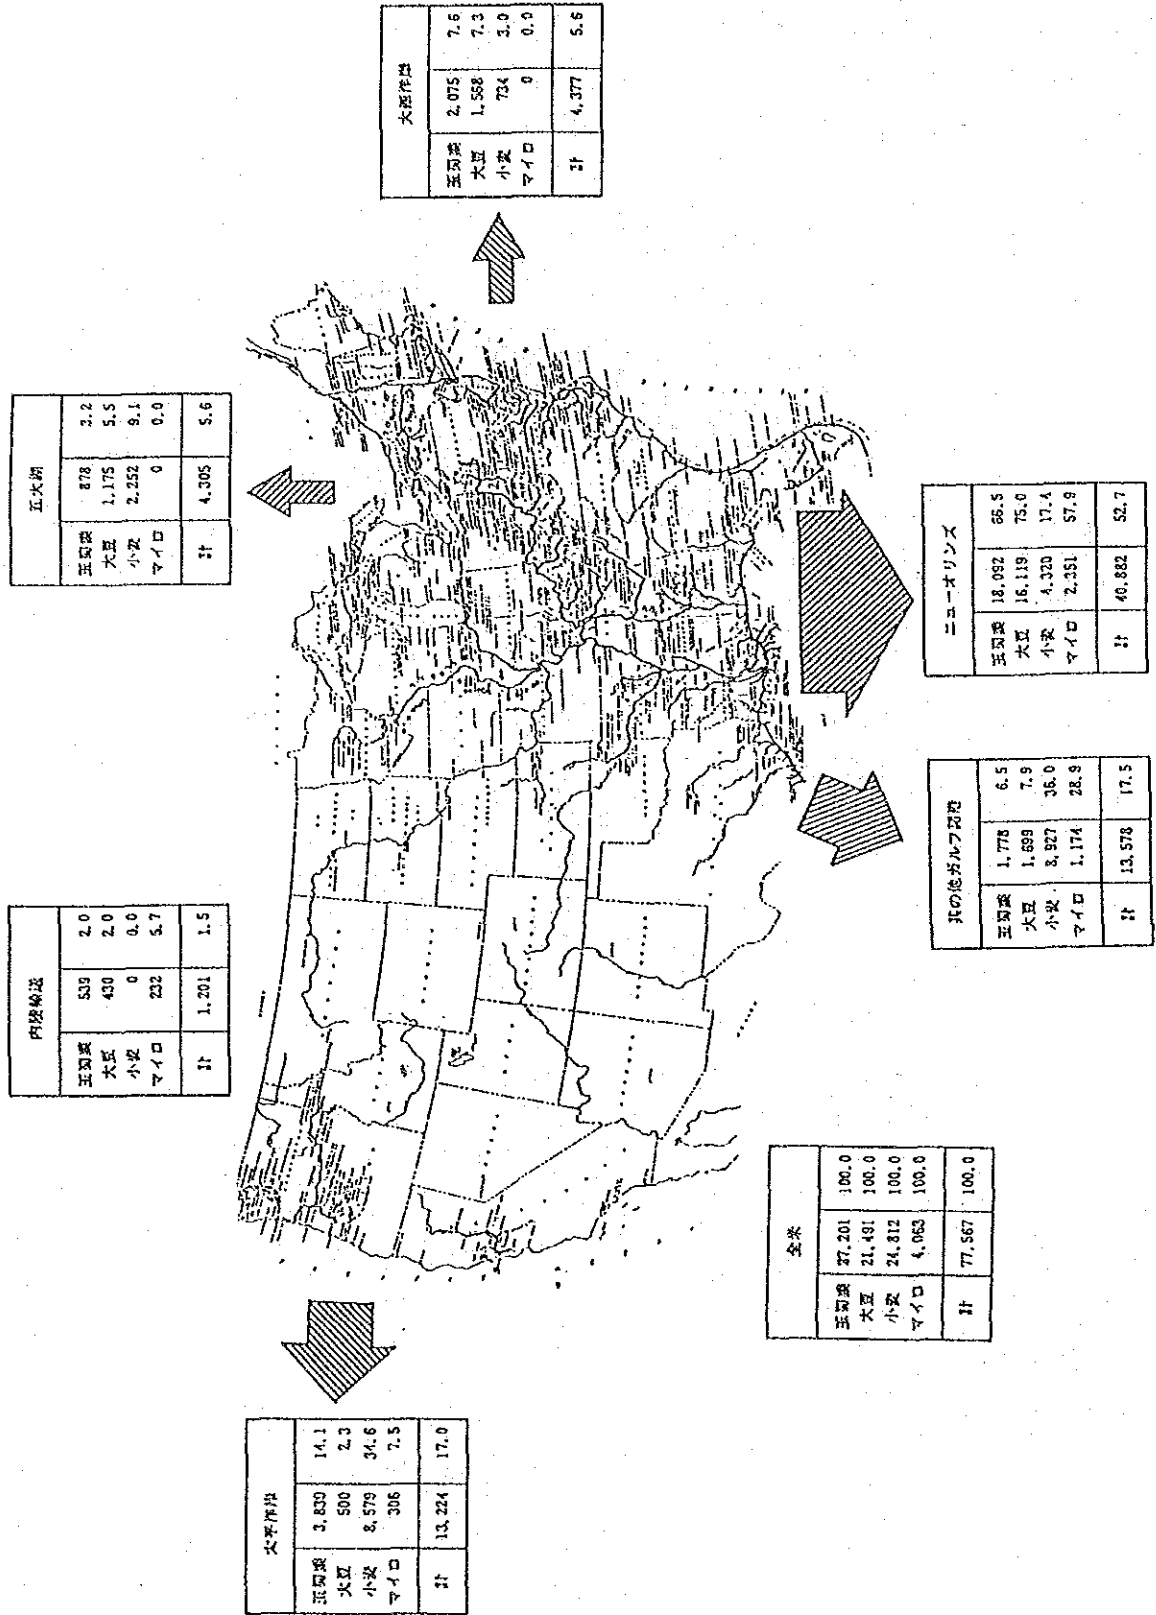 大西洋岸
玉蜀黍 2,075 7.6
大豆 1,568 7.3
小麦 734 3.0
マイロ 0 0.0
計 4,377 5.6
五大湖
玉蜀黍 878 3.2
大豆 1,175 5.5
小麦 2,252 9.1
マイロ 0 0.0
計 4,305 5.6
ニューオリンズ
玉蜀黍 18,092 66.5
大豆 16,119 75.0
小麦 4,320 17.4
マイロ 2,351 57.9
計 40,882 52.7
其の他ガルフ諸港
玉蜀黍 1,778 6.5
大豆 1,699 7.9
小麦 8,927 36.0
マイロ 1,174 28.9
計 13,578 17.5
内陸輸送
玉蜀黍 539 2.0
大豆 430 2.0
小麦 0 0.0
マイロ 232 5.7
計 1,201 1.5
全米
玉蜀黍 27,201 100.0
大豆 21,491 100.0
小麦 24,812 100.0
マイロ 4,063 100.0
計 77,567 100.0
太平洋岸
玉蜀黍 3,839 14.1
大豆 500 2.3
小麦 8,579 34.6
マイロ 306 7.5
計 13,224 17.0